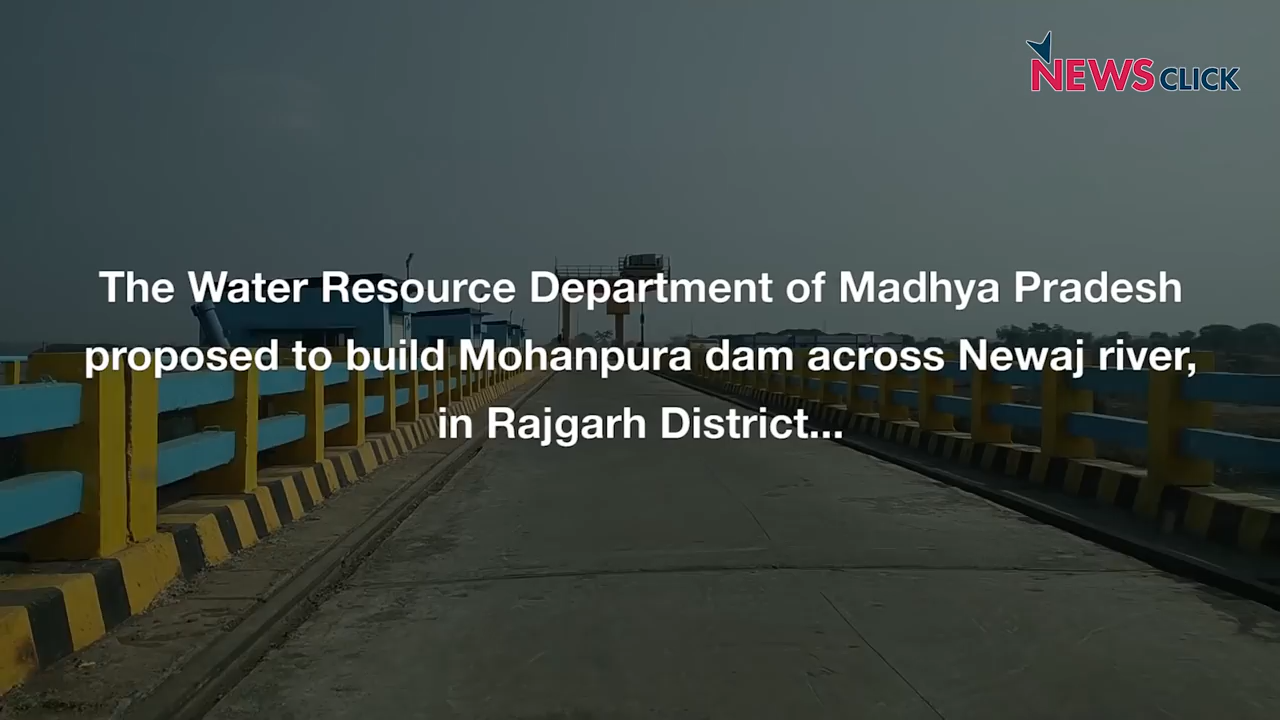 NEWSCLICK
The Water Resource Department of Madhya Pradesh
proposed to build Mohanpura dam across Newaj river,
in Rajgarh District...